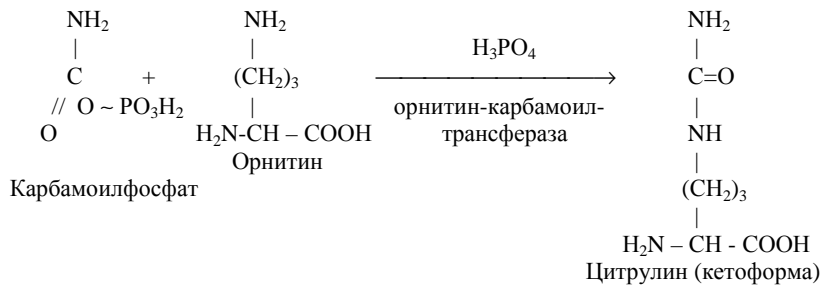 NH₂ NH₂ H₃PO₄ NH₂
| | |
C + (CH₂)₃ ⟶ C=O
// O ~ PO₃H₂ | орнитин-карбамоил- |
O H₂N-CH – COOH трансфераза NH
Орнитин |
Карбамоилфосфат (CH₂)₃
|
H₂N – CH - COOH
Цитрулин (кетоформа)